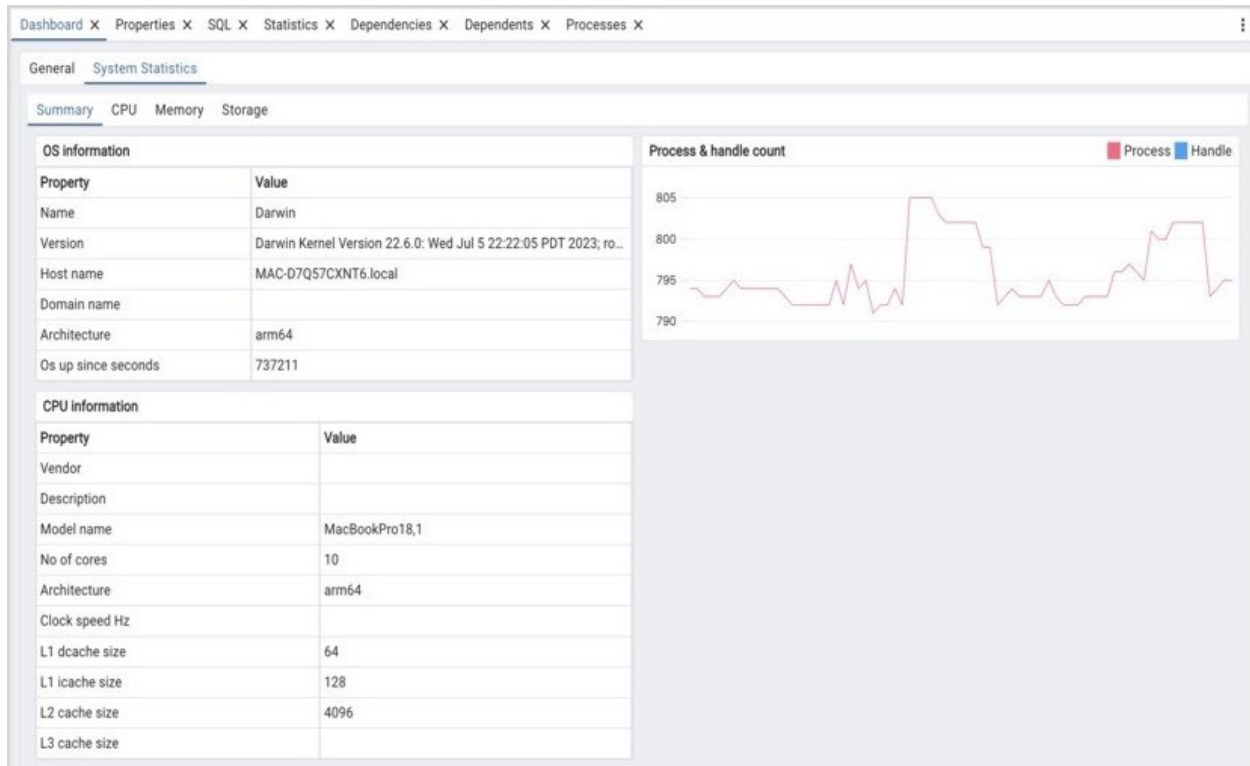 Dashboard X Properties X SQL X Statistics X Dependencies X Dependents X Processes X
General System Statistics
Summary CPU Memory Storage
OS information
Property Value
Name Darwin
Version Darwin Kernel Version 22.6.0: Wed Jul 5 22:22:05 PDT 2023; ro...
Host name MAC-D7Q57CXNT6.local
Domain name
Architecture arm64
Os up since seconds 737211
CPU information
Property Value
Vendor
Description
Model name MacBookPro18,1
No of cores 10
Architecture arm64
Clock speed Hz
L1 dcache size 64
L1 icache size 128
L2 cache size 4096
L3 cache size
Process & handle count Process Handle
805
800
795
790